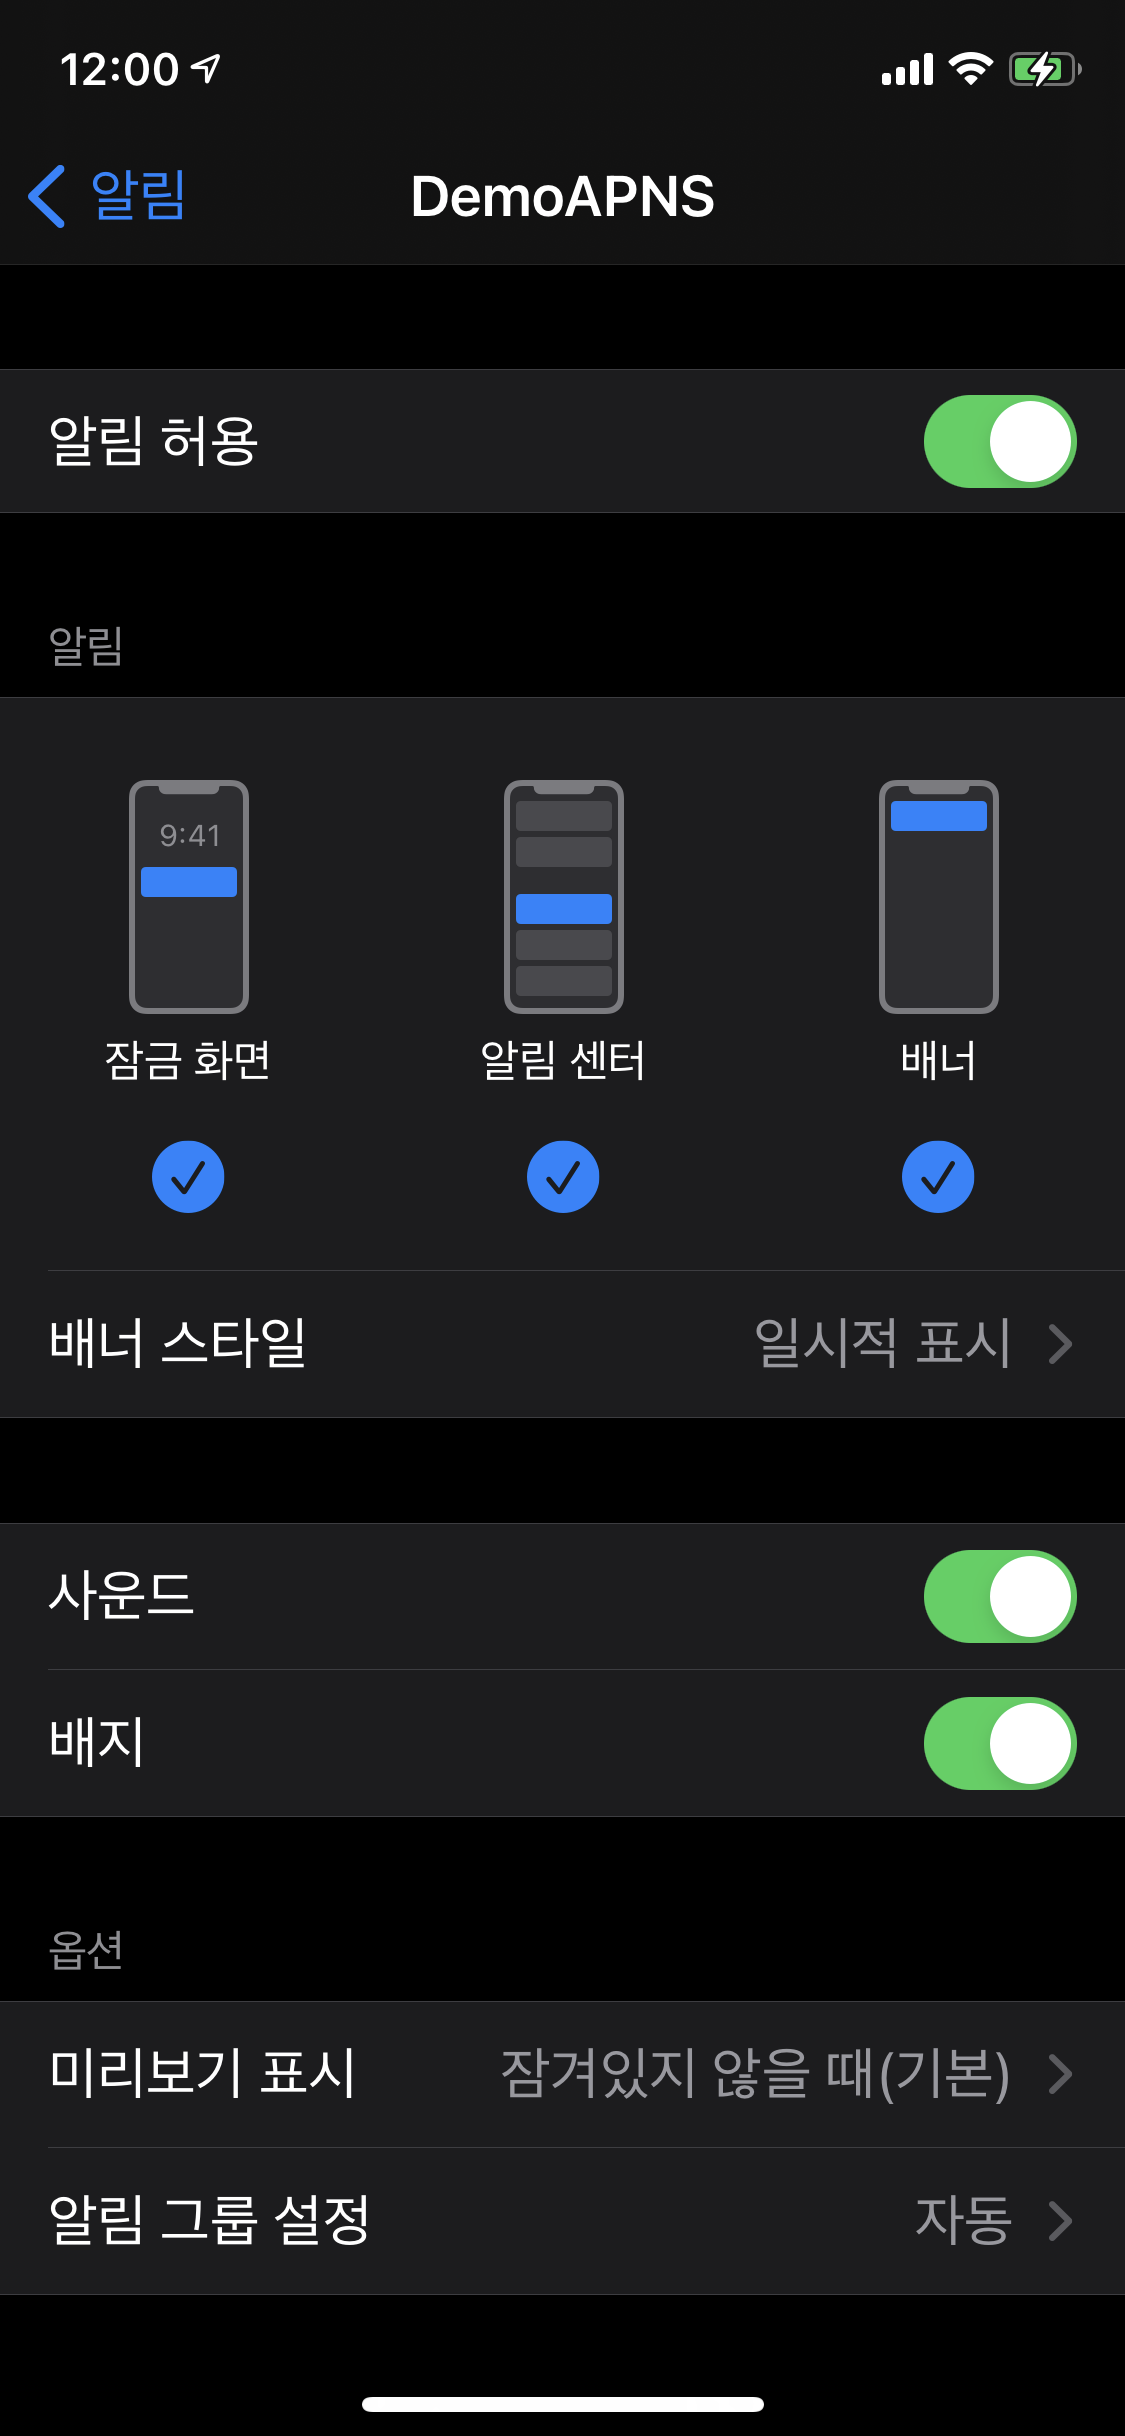 12:00
알림
DemoAPNS
알림 허용
알림
9:41
잠금 화면 알림 센터 배너
배너 스타일 일시적 표시
사운드
배지
옵션
미리보기 표시 잠겨있지 않을 때(기본)
알림 그룹 설정 자동